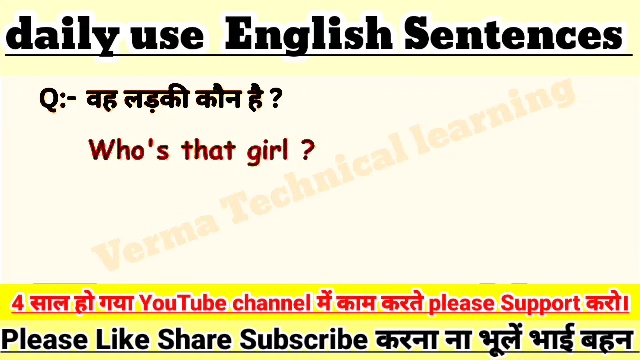 daily use English Sentences
Q:- वह लड़की कौन है ?
Who's that girl ?
Verma Technical learning
4 साल हो गया YouTube channel में काम करते please Support करो।
Please Like Share Subscribe करना ना भूलें भाई बहन